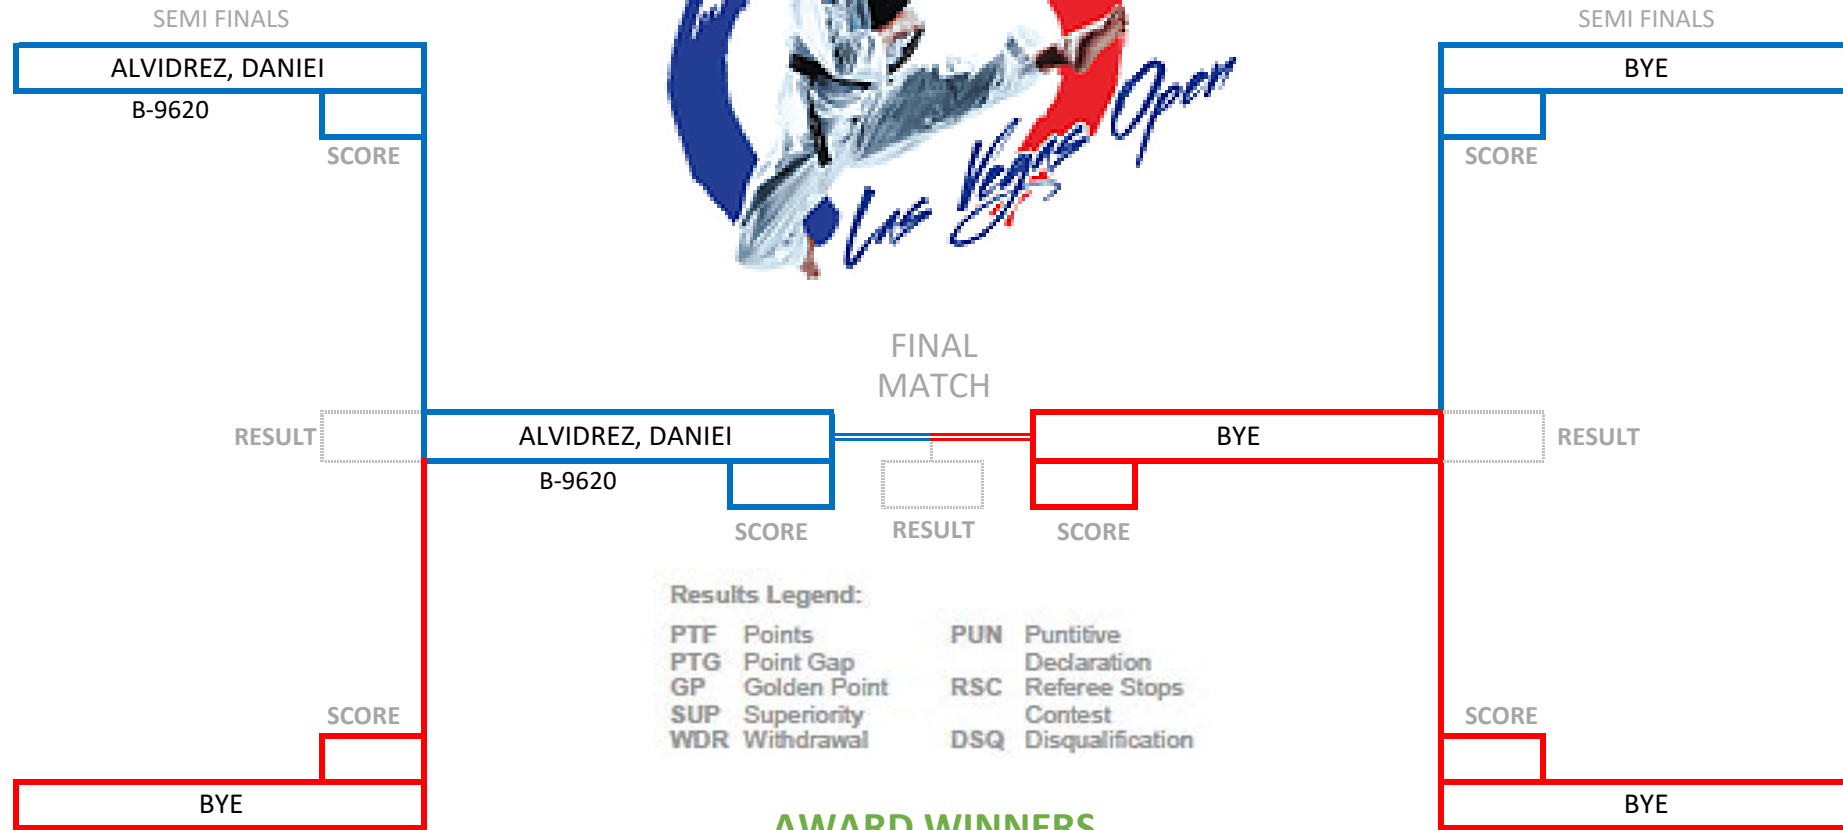 SEMI FINALS
SEMI FINALS
ALVIDREZ, DANIEI
BYE
B-9620
SCORE
SCORE
Las Vegas Open
FINAL
MATCH
RESULT
ALVIDREZ, DANIEI
BYE
RESULT
B-9620
SCORE
RESULT
SCORE
Results Legend:
PTF Points
PTG Point Gap
GP Golden Point
SUP Superiority
WDR Withdrawal
PUN Puntitive
Declaration
RSC Referee Stops
Contest
DSQ Disqualification
SCORE
SCORE
BYE
BYE
AWARD WINNERS